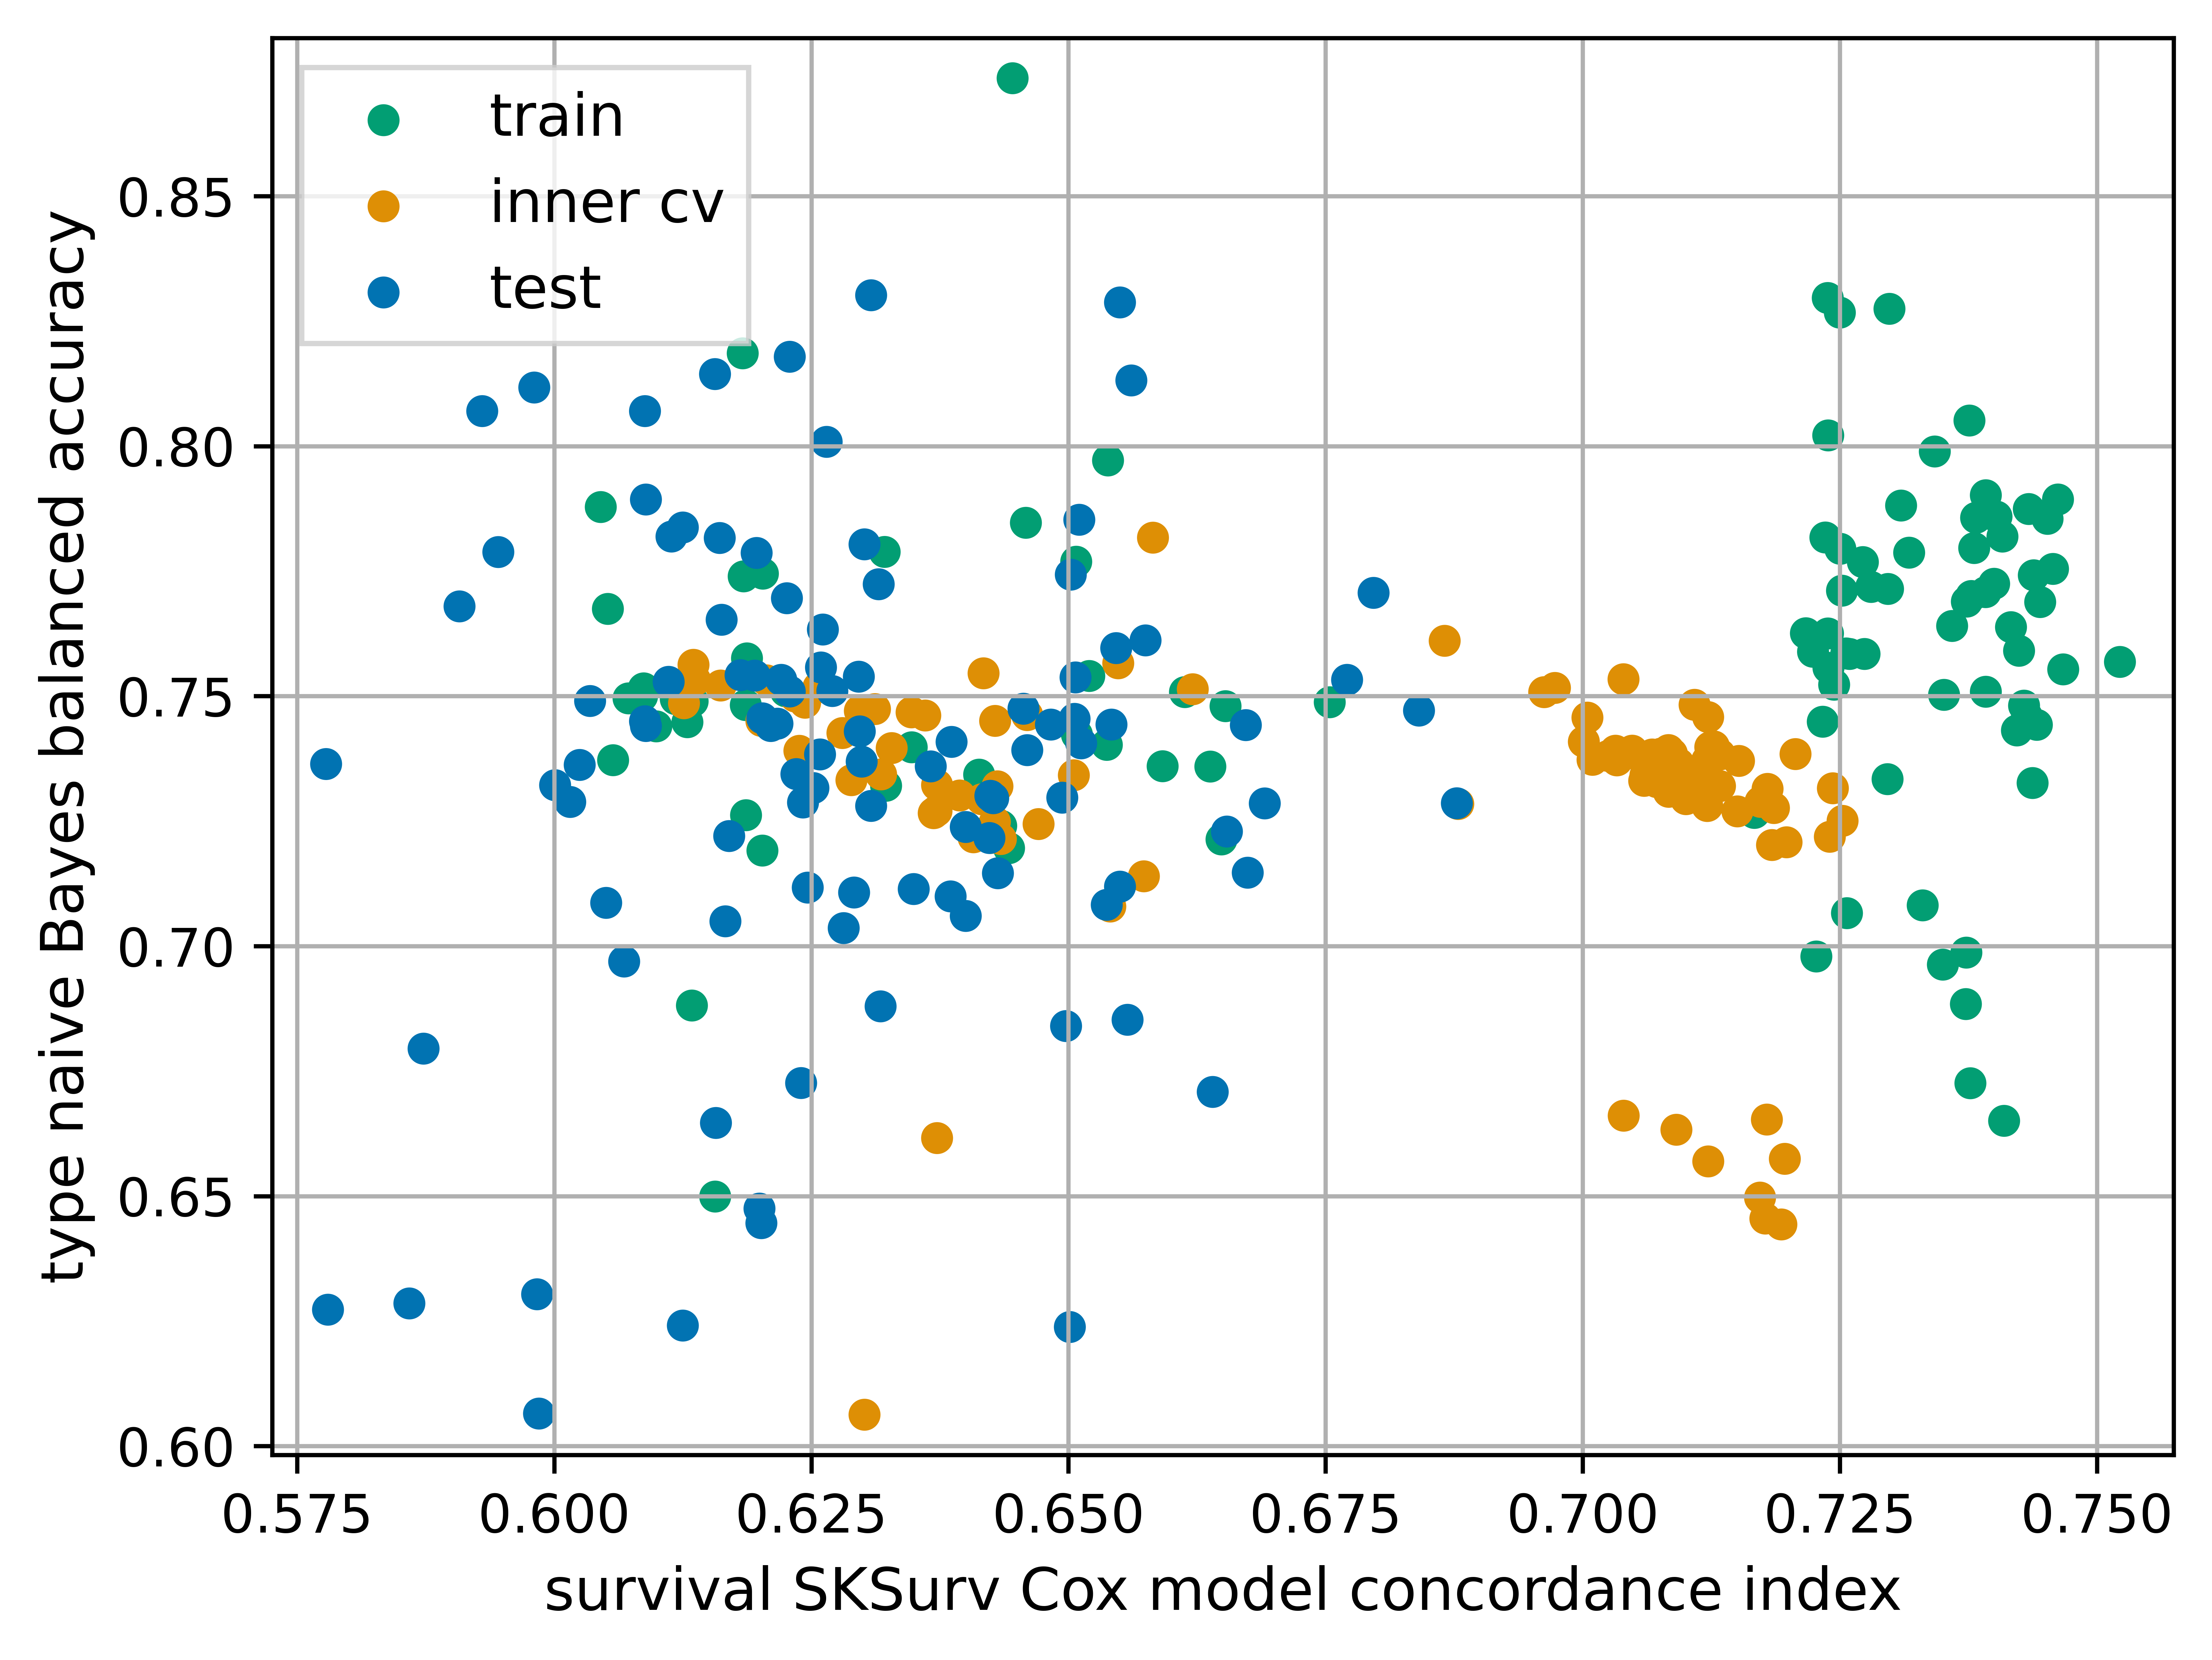 train
inner cv
test
0.85
0.80
0.75
0.70
0.65
0.60
type naive Bayes balanced accuracy
0.575 0.600 0.625 0.650 0.675 0.700 0.725 0.750
survival SKSurv Cox model concordance index